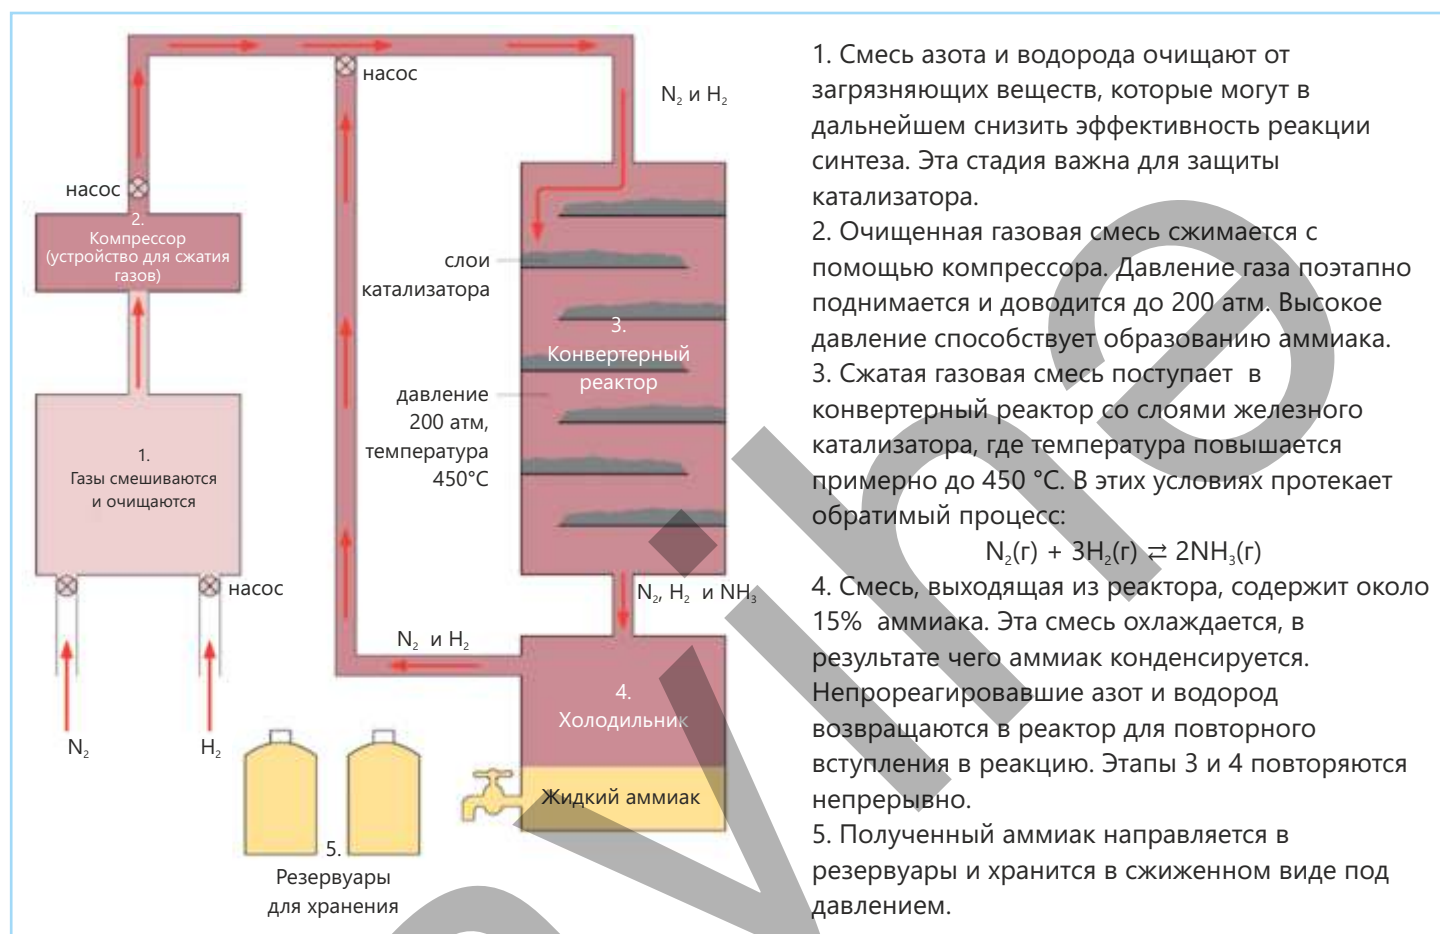 насос
N₂ и H₂
насос
2.
Компрессор
(устройство для сжатия
газов)
слои
катализатора
3.
Конвертерный
реактор
давление
200 атм,
температура
450°С
1.
Газы смешиваются
и очищаются
насос
N₂, H₂ и NH₃
N₂ и H₂
4.
Холодильник
N₂
H₂
Жидкий аммиак
5.
Резервуары
для хранения
1. Смесь азота и водорода очищают от
загрязняющих веществ, которые могут в
дальнейшем снизить эффективность реакции
синтеза. Эта стадия важна для защиты
катализатора.
2. Очищенная газовая смесь сжимается с
помощью компрессора. Давление газа поэтапно
поднимается и доводится до 200 атм. Высокое
давление способствует образованию аммиака.
3. Сжатая газовая смесь поступает в
конвертерный реактор со слоями железного
катализатора, где температура повышается
примерно до 450 °С. В этих условиях протекает
обратимый процесс:
N₂(г) + 3H₂(г) ⇄ 2NH₃(г)
4. Смесь, выходящая из реактора, содержит около
15% аммиака. Эта смесь охлаждается, в
результате чего аммиак конденсируется.
Непрореагировавшие азот и водород
возвращаются в реактор для повторного
вступления в реакцию. Этапы 3 и 4 повторяются
непрерывно.
5. Полученный аммиак направляется в
резервуары и хранится в сжиженном виде под
давлением.